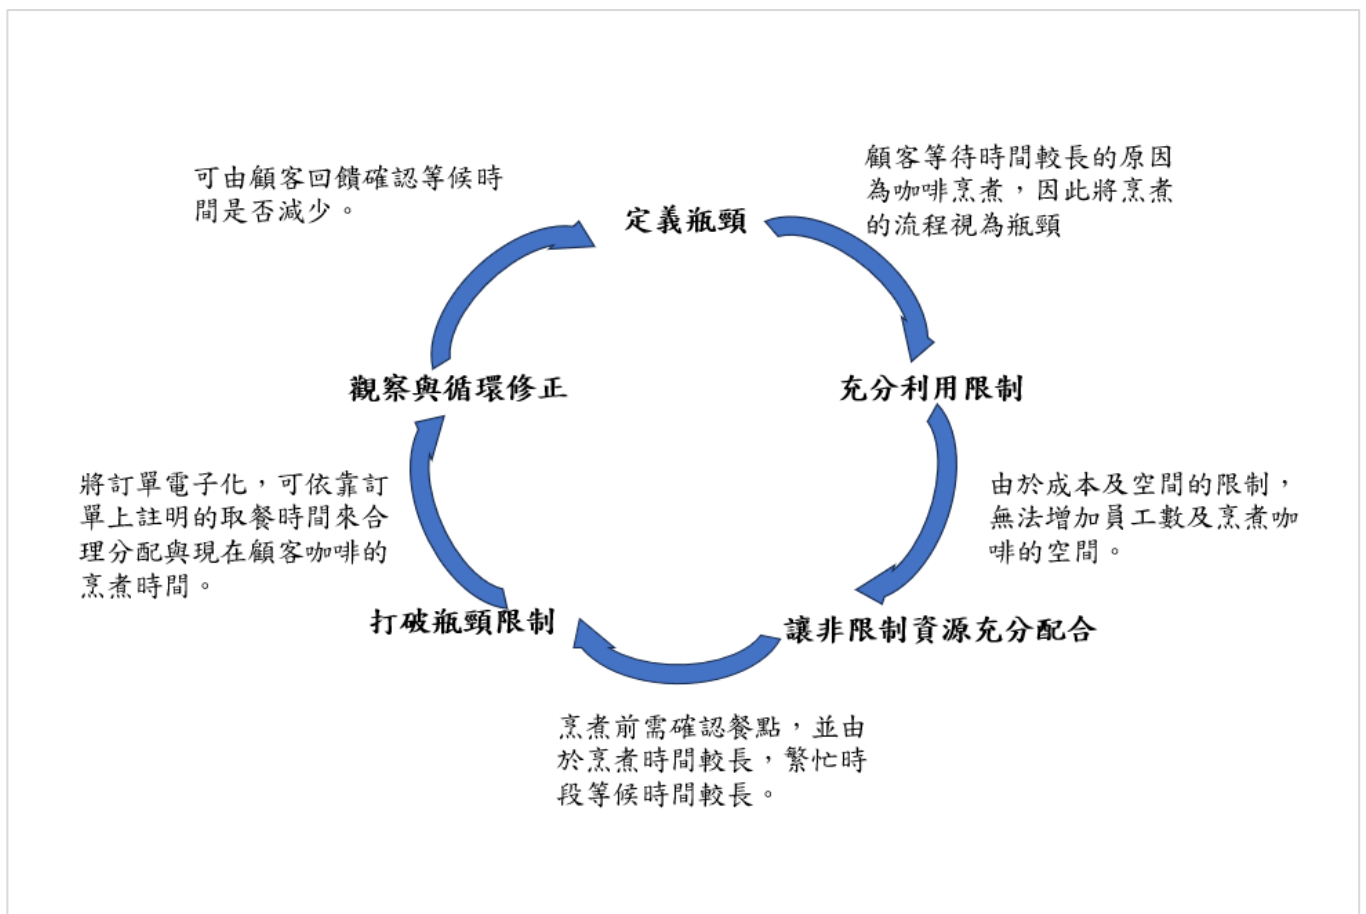 可由顧客回饋確認等候時
間是否減少。
顧客等待時間較長的原因
為咖啡烹煮，因此將烹煮
的流程視為瓶頸
定義瓶頸
觀察與循環修正
充分利用限制
將訂單電子化，可依靠訂
單上註明的取餐時間來合
理分配與現在顧客咖啡的
烹煮時間。
由於成本及空間的限制，
無法增加員工數及烹煮咖
啡的空間。
打破瓶頸限制
讓非限制資源充分配合
烹煮前需確認餐點，並由
於烹煮時間較長，繁忙時
段等候時間較長。